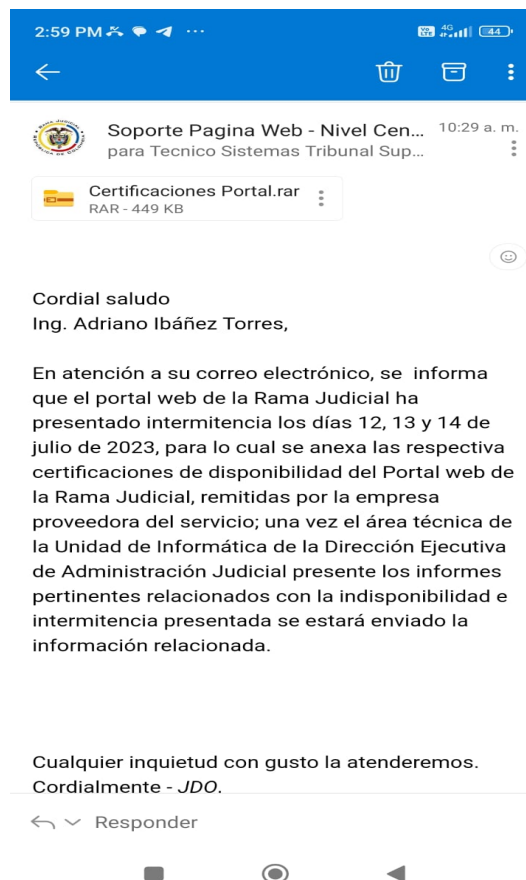 2:59 PM ...
Vo LTE 4G 44
Soporte Pagina Web - Nivel Cen... 10:29 a. m.
para Tecnico Sistemas Tribunal Sup...
Certificaciones Portal.rar
RAR - 449 KB
Cordial saludo
Ing. Adriano Ibáñez Torres,
En atención a su correo electrónico, se  informa
que el portal web de la Rama Judicial ha
presentado intermitencia los días 12, 13 y 14 de
julio de 2023, para lo cual se anexa las respectiva
certificaciones de disponibilidad del Portal web de
la Rama Judicial, remitidas por la empresa
proveedora del servicio; una vez el área técnica de
la Unidad de Informática de la Dirección Ejecutiva
de Administración Judicial presente los informes
pertinentes relacionados con la indisponibilidad e
intermitencia presentada se estará enviado la
información relacionada.
Cualquier inquietud con gusto la atenderemos.
Cordialmente - JDO.
Responder